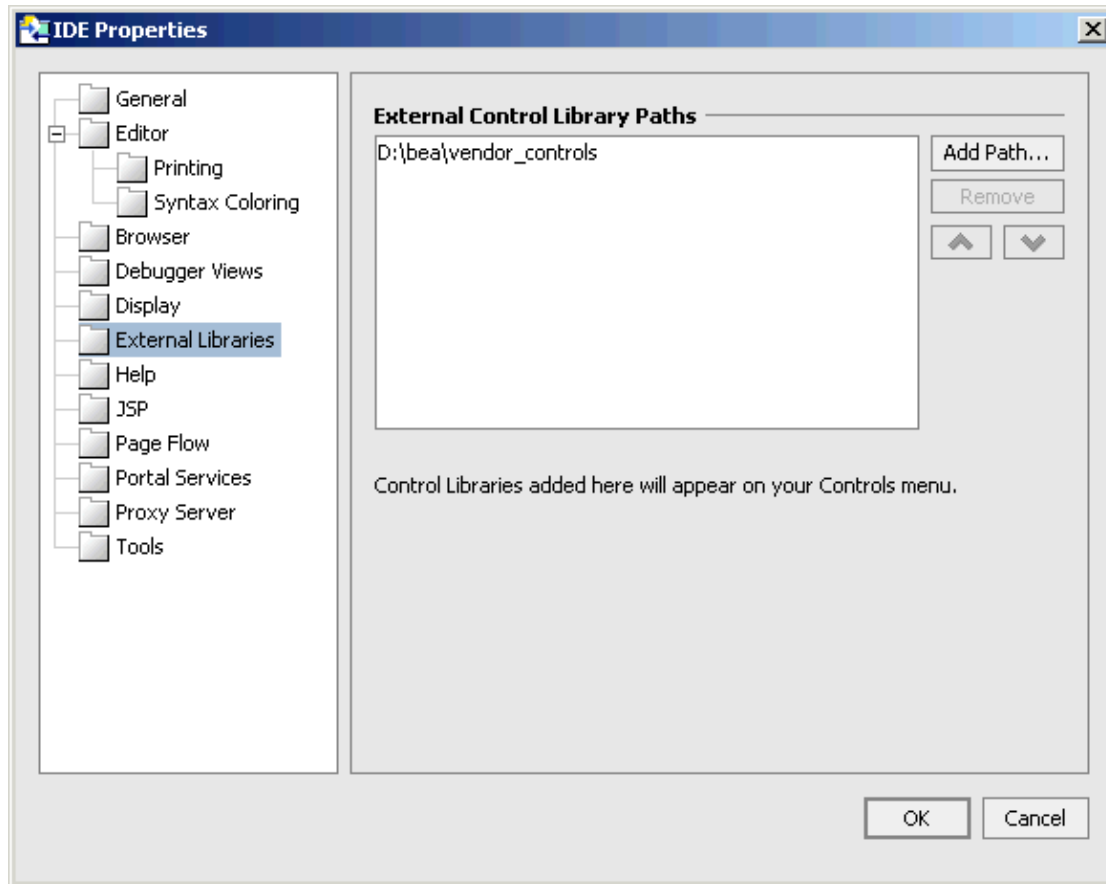 IDE Properties
General
Editor
Printing
Syntax Coloring
Browser
Debugger Views
Display
External Libraries
Help
JSP
Page Flow
Portal Services
Proxy Server
Tools
External Control Library Paths
D:\bea\vendor_controls
Add Path...
Remove
Control Libraries added here will appear on your Controls menu.
OK
Cancel